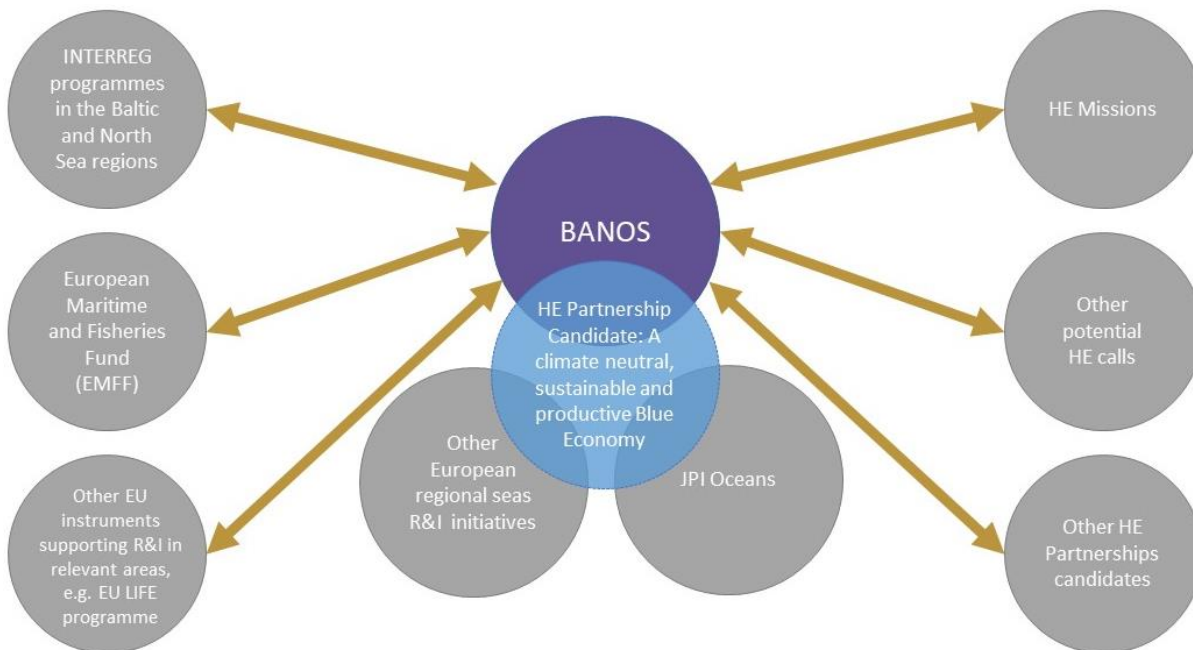 INTERREG
programmes
in the Baltic
and North
Sea regions
European
Maritime
and Fisheries
Fund
(EMFF)
Other EU
instruments
supporting R&I in
relevant areas,
e.g. EU LIFE
programme
BANOS
HE Partnership
Candidate: A
climate neutral,
sustainable and
productive Blue
Economy
Other
European
regional seas
R&I initiatives
JPI Oceans
HE Missions
Other
potential
HE calls
Other HE
Partnerships
candidates